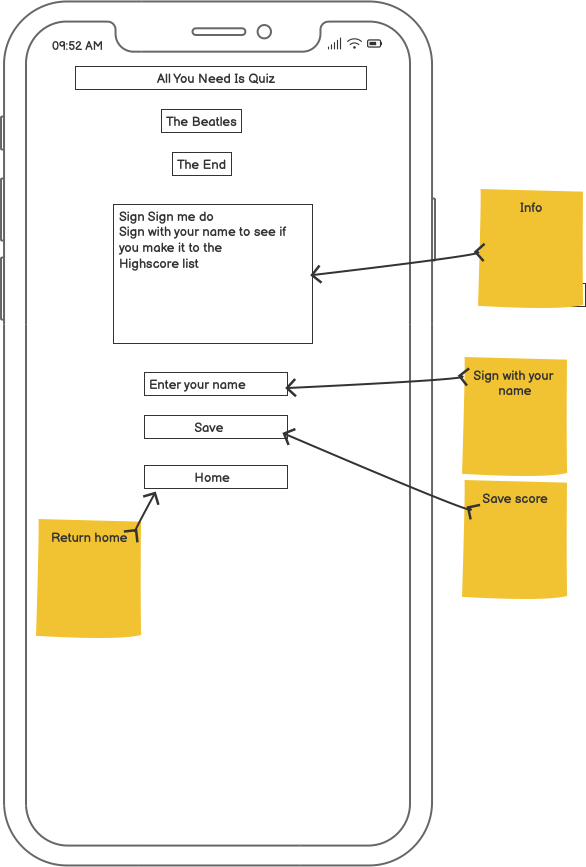 09:52 AM
All You Need Is Quiz
The Beatles
The End
Sign Sign me do
Sign with your name to see if
you make it to the
Highscore list
Info
Enter your name
Sign with your
name
Save
Home
Save score
Return home